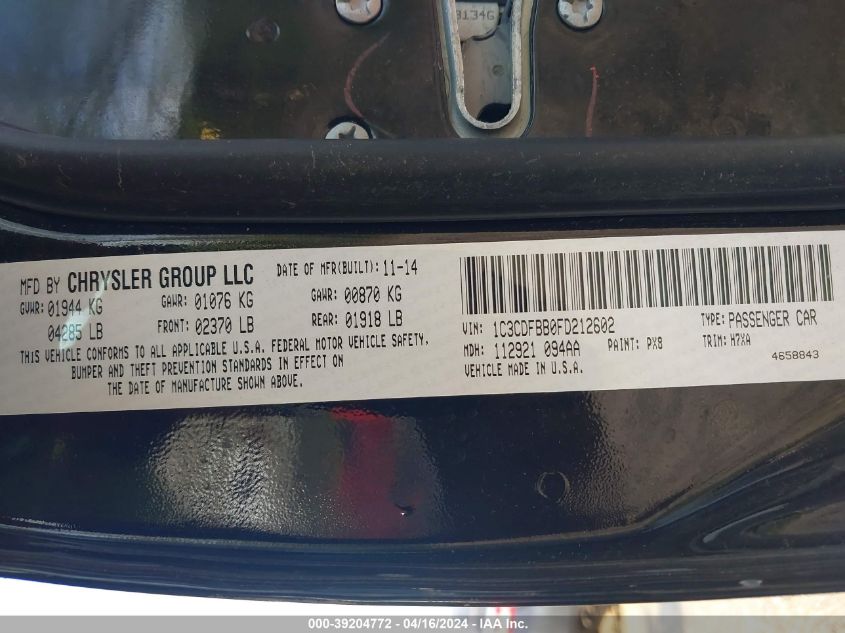 3134G
MFD BY CHRYSLER GROUP LLC DATE OF MFR(BUILT): 11-14
GVWR: 01944 KG GAWR: 01076 KG GAWR: 00870 KG
04285 LB FRONT: 02370 LB REAR: 01918 LB
THIS VEHICLE CONFORMS TO ALL APPLICABLE U.S.A. FEDERAL MOTOR VEHICLE SAFETY,
BUMPER AND THEFT PREVENTION STANDARDS IN EFFECT ON
THE DATE OF MANUFACTURE SHOWN ABOVE.
VIN: 1C3CDFBB0FD212602 TYPE: PASSENGER CAR
MDH: 112921 094AA PAINT: PX8 TRIM: H7XA
VEHICLE MADE IN U.S.A. 4658843
000-39204772 - 04/16/2024 - IAA Inc.